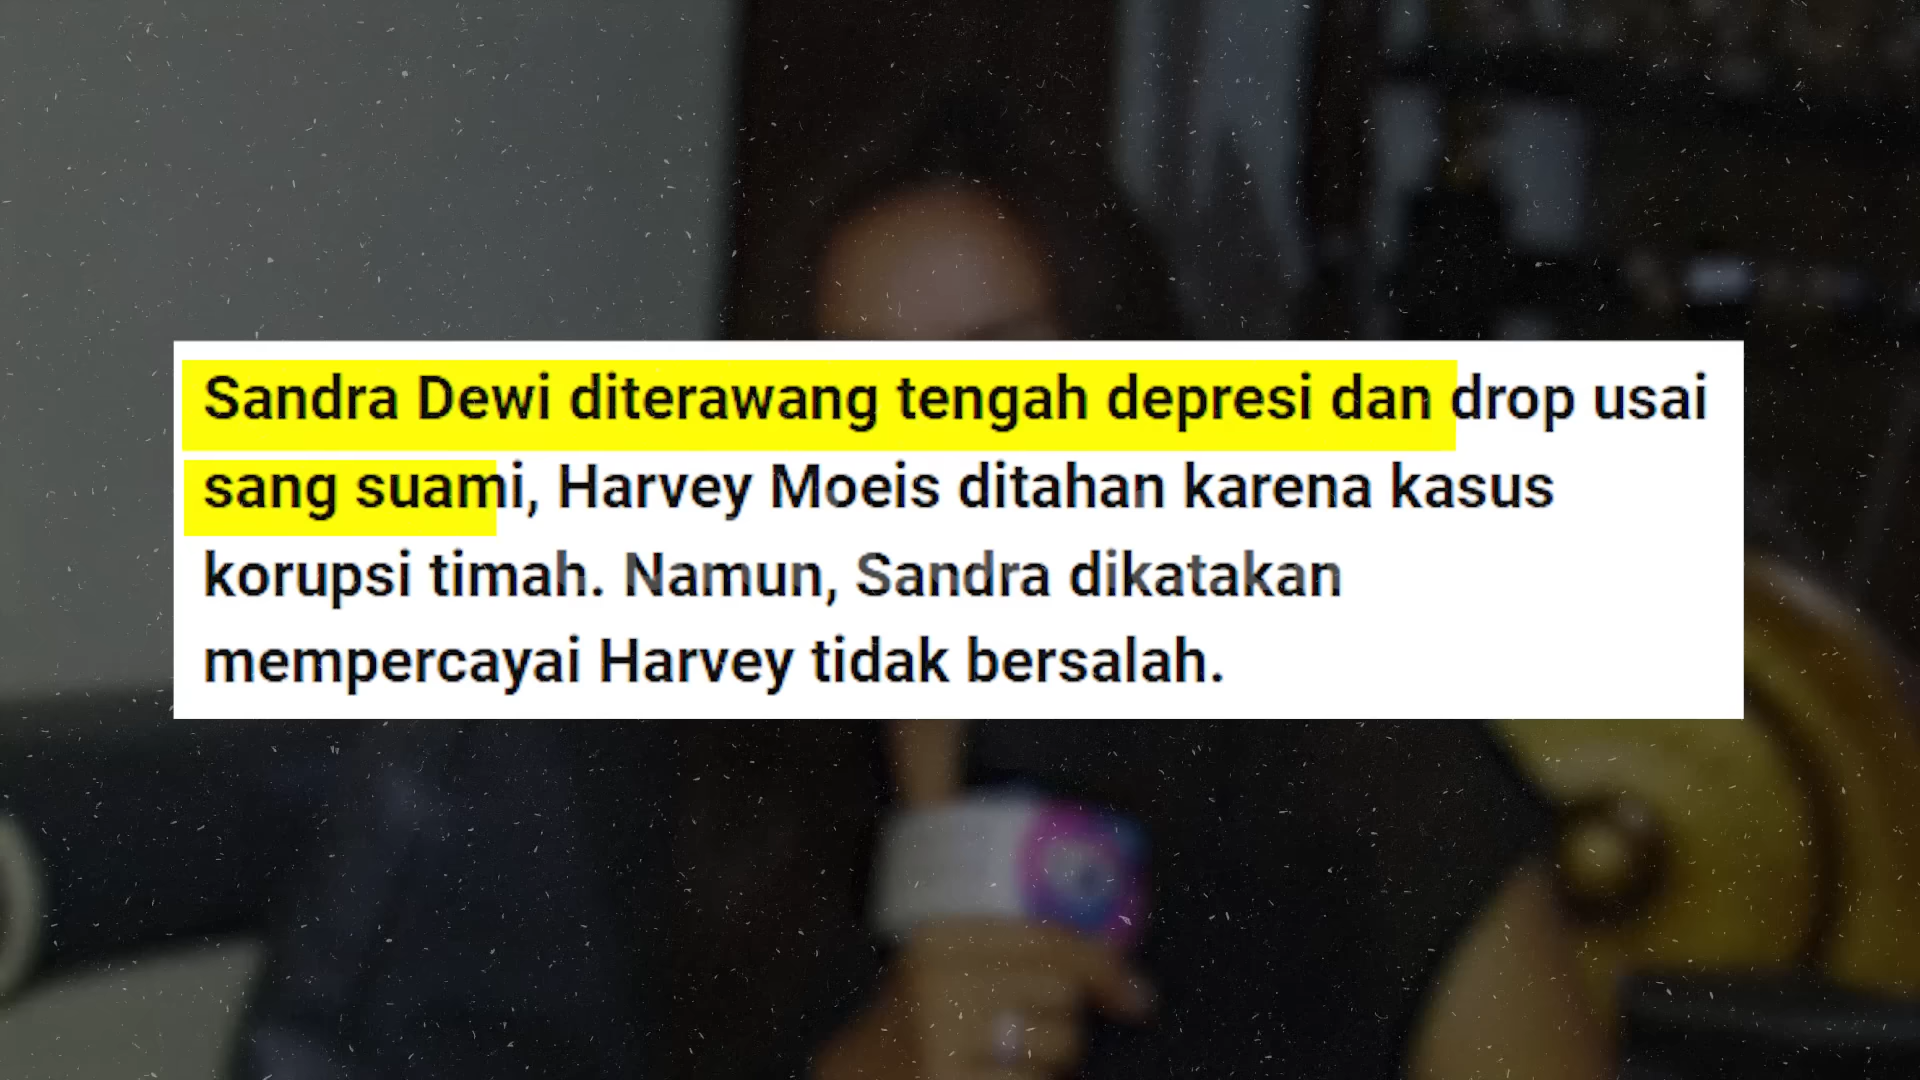 Sandra Dewi diterawang tengah depresi dan drop usai
sang suami, Harvey Moeis ditahan karena kasus
korupsi timah. Namun, Sandra dikatakan
mempercayai Harvey tidak bersalah.